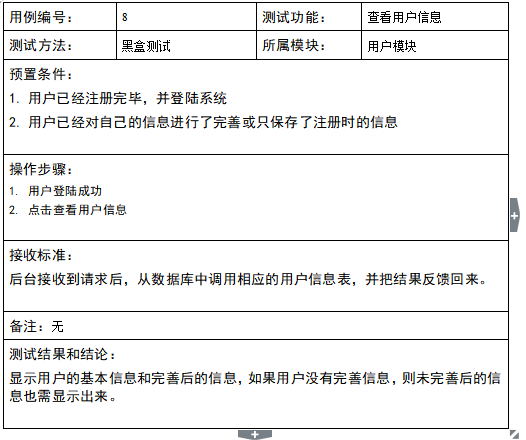 用例编号： 8 测试功能： 查看用户信息
测试方法： 黑盒测试 所属模块： 用户模块
预置条件：
1. 用户已经注册完毕，并登陆系统
2. 用户已经对自己的信息进行了完善或只保存了注册时的信息
操作步骤：
1. 用户登陆成功
2. 点击查看用户信息
接收标准：
后台接收到请求后，从数据库中调用相应的用户信息表，并把结果反馈回来。
备注：无
测试结果和结论：
显示用户的基本信息和完善后的信息，如果用户没有完善信息，则未完善后的信
息也需显示出来。